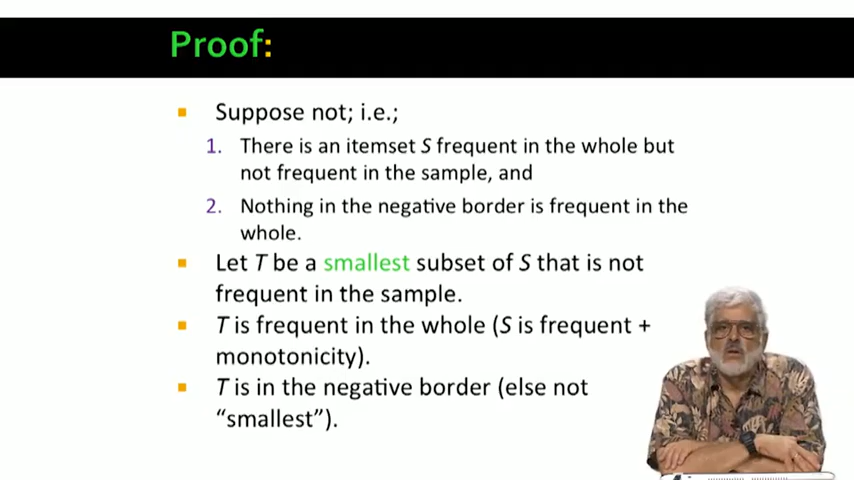 Proof:
Suppose not; i.e.;
1. There is an itemset S frequent in the whole but
not frequent in the sample, and
2. Nothing in the negative border is frequent in the
whole.
Let T be a smallest subset of S that is not
frequent in the sample.
T is frequent in the whole (S is frequent +
monotonicity).
T is in the negative border (else not
“smallest”).